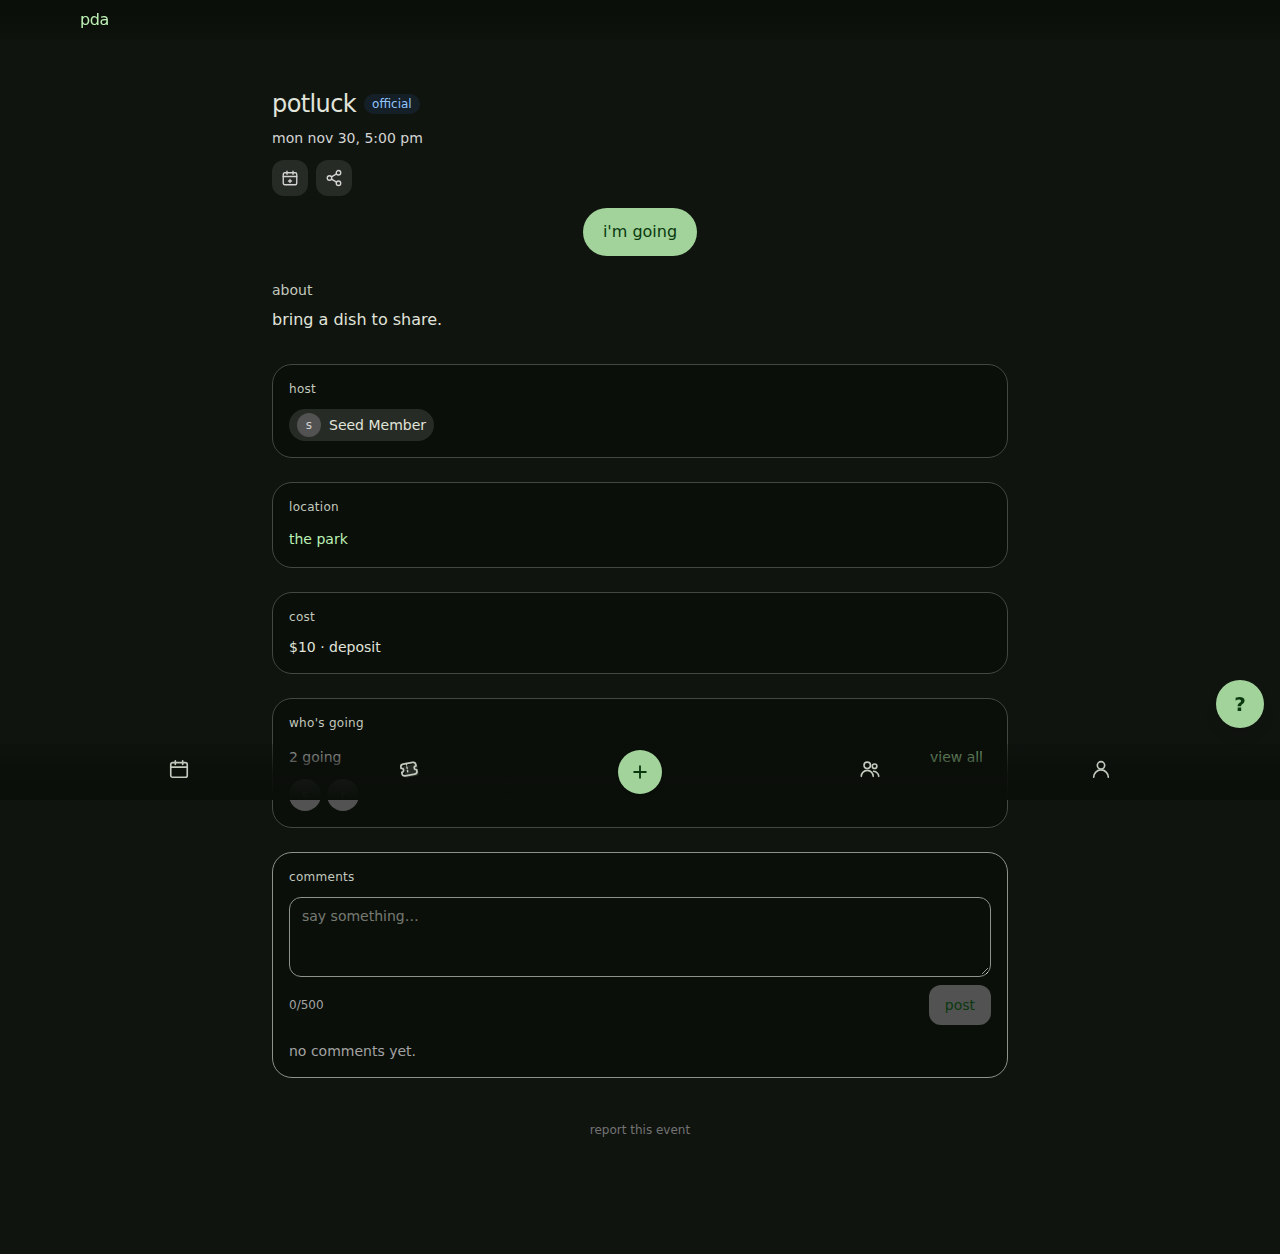 pda
potluck official
mon nov 30, 5:00 pm
i'm going
about
bring a dish to share.
host
S Seed Member
location
the park
cost
$10 · deposit
?
who's going
2 going view all
comments
say something...
0/500 post
no comments yet.
report this event